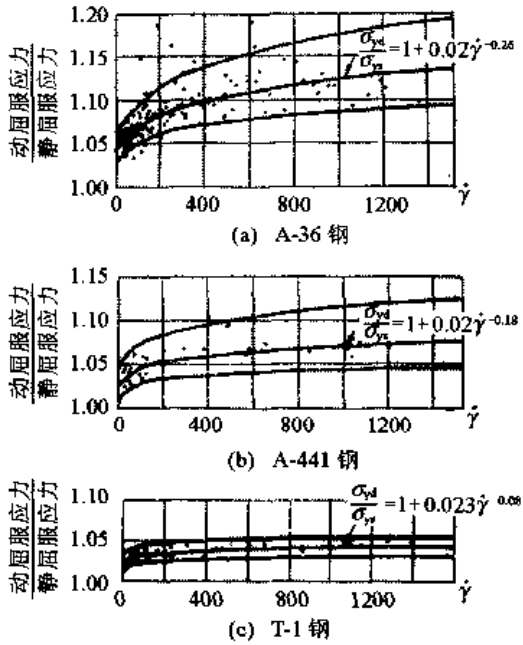 1.20
1.15
1.10
1.05
1.00
动屈服应力
静屈服应力
σyd/σys=1+0.02γ̇^-0.26
0 400 800 1200 γ̇
(a) A-36 钢
1.15
1.10
1.05
1.00
动屈服应力
静屈服应力
σyd/σys=1+0.02γ̇^-0.18
0 400 800 1200 γ̇
(b) A-441 钢
1.10
1.05
1.00
动屈服应力
静屈服应力
σyd/σys=1+0.023γ̇^-0.08
0 400 800 1200 γ̇
(c) T-1 钢